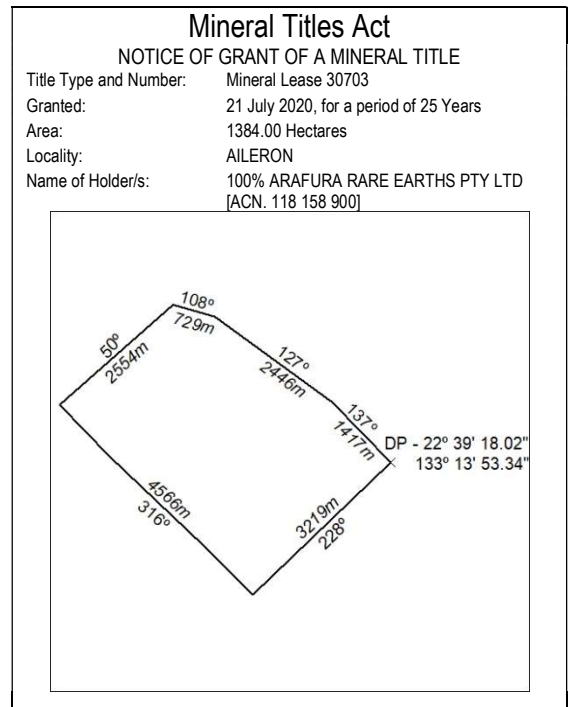 Mineral Titles Act
NOTICE OF GRANT OF A MINERAL TITLE
Title Type and Number: Mineral Lease 30703
Granted: 21 July 2020, for a period of 25 Years
Area: 1384.00 Hectares
Locality: AILERON
Name of Holder/s: 100% ARAFURA RARE EARTHS PTY LTD
[ACN. 118 158 900]
108º
729m
50º
2554m
127º
2446m
137º
1417m
DP - 22º 39' 18.02"
133º 13' 53.34"
4566m
316º
3219m
228º